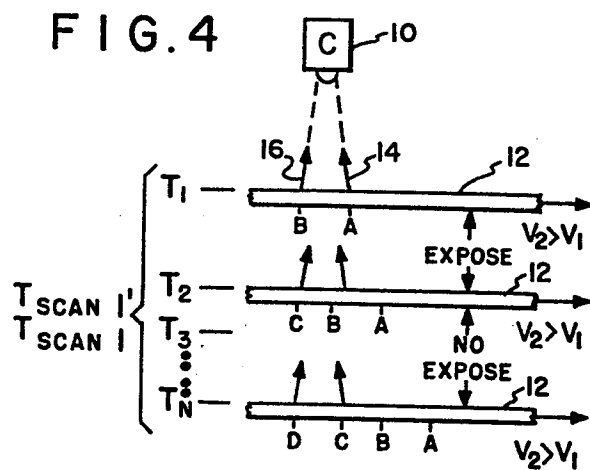 FIG. 4
C
10
16
14
12
T1
B A
V2>V1
EXPOSE
12
T2
C B A
V2>V1
TSCAN 1'
TSCAN 1
T3
NO
EXPOSE
12
TN
D C B A
V2>V1